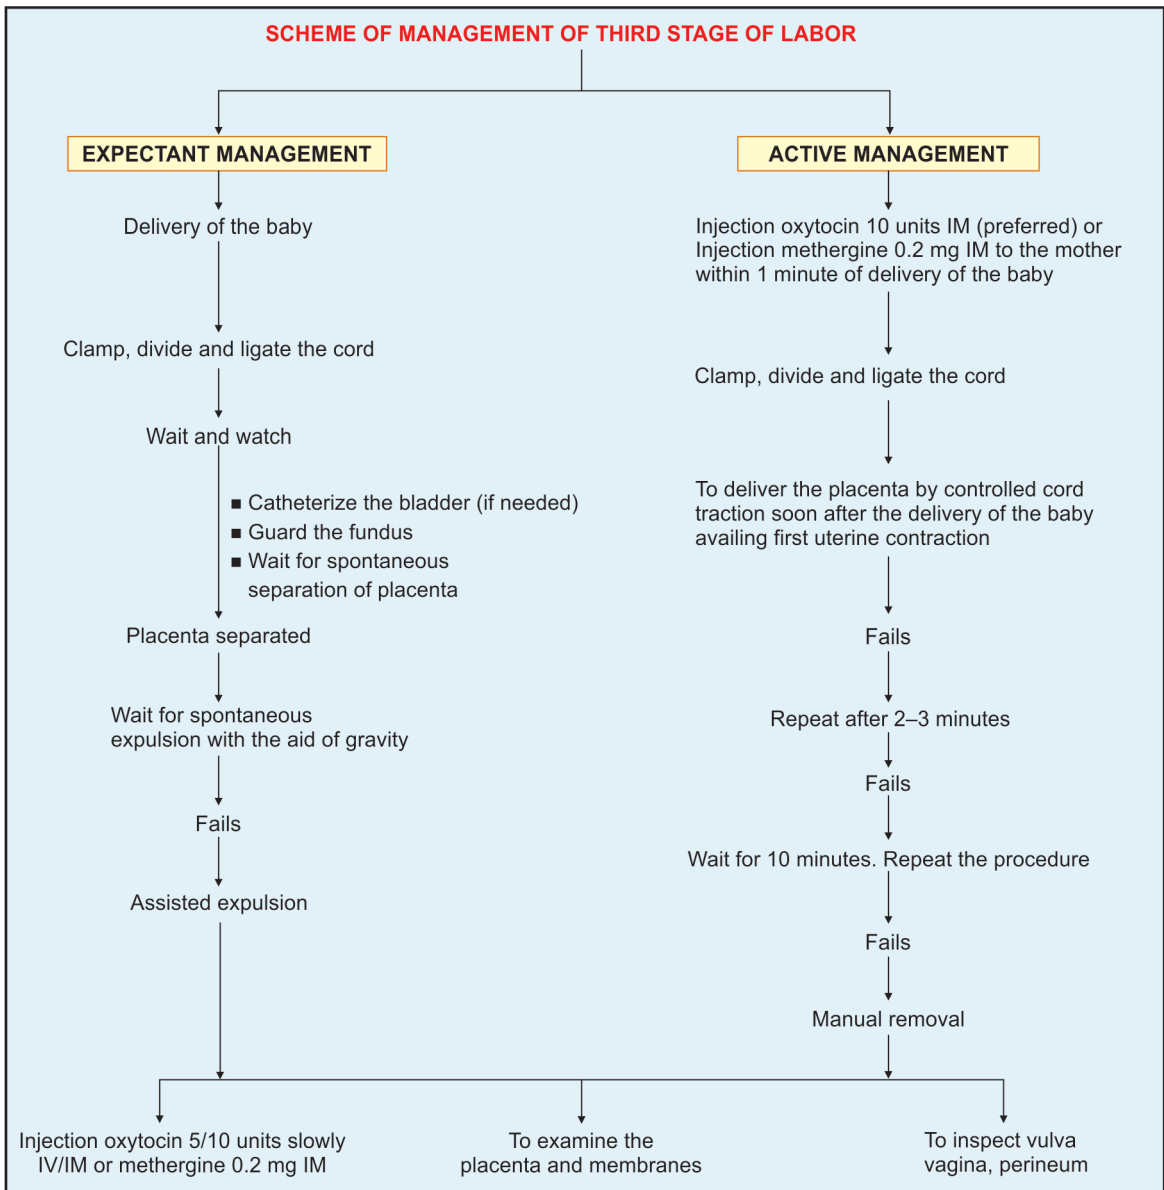 SCHEME OF MANAGEMENT OF THIRD STAGE OF LABOR
EXPECTANT MANAGEMENT
Delivery of the baby
Clamp, divide and ligate the cord
Wait and watch
■ Catheterize the bladder (if needed)
■ Guard the fundus
■ Wait for spontaneous
separation of placenta
Placenta separated
Wait for spontaneous
expulsion with the aid of gravity
Fails
Assisted expulsion
ACTIVE MANAGEMENT
Injection oxytocin 10 units IM (preferred) or
Injection methergine 0.2 mg IM to the mother
within 1 minute of delivery of the baby
Clamp, divide and ligate the cord
To deliver the placenta by controlled cord
traction soon after the delivery of the baby
availing first uterine contraction
Fails
Repeat after 2–3 minutes
Fails
Wait for 10 minutes. Repeat the procedure
Fails
Manual removal
Injection oxytocin 5/10 units slowly
IV/IM or methergine 0.2 mg IM
To examine the
placenta and membranes
To inspect vulva
vagina, perineum